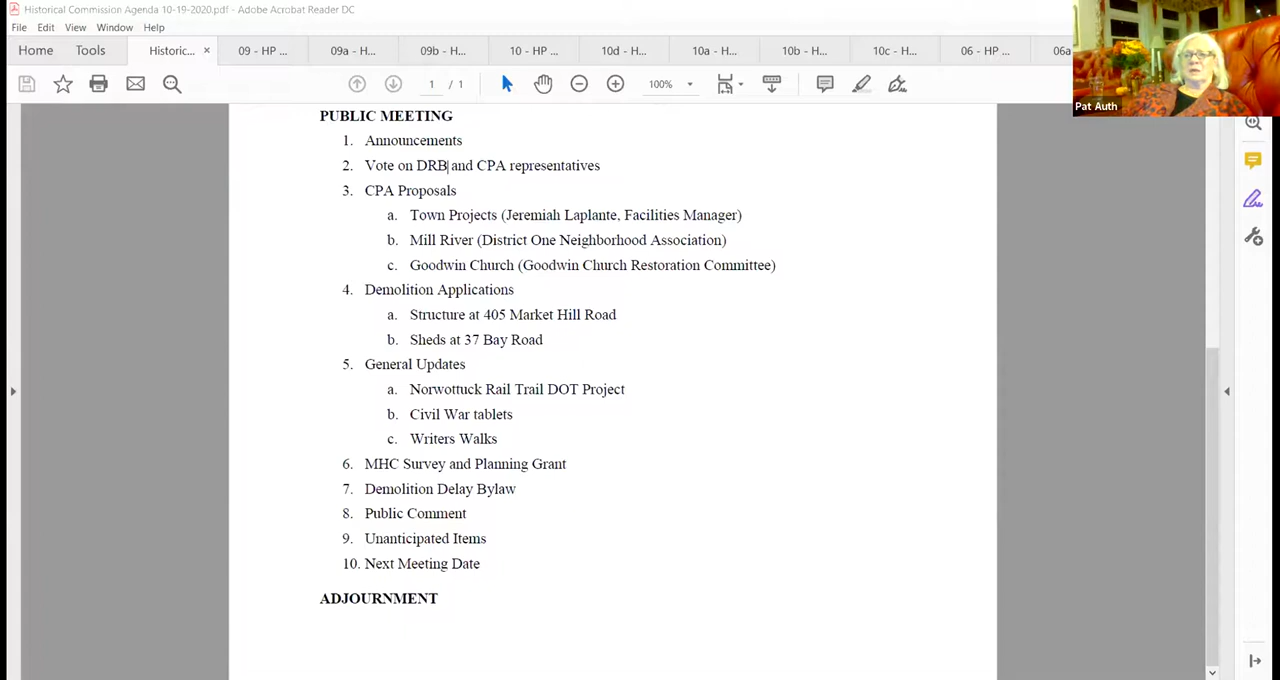 Historical Commission Agenda 10-19-2020.pdf - Adobe Acrobat Reader DC
File Edit View Window Help
Home Tools Historic... × 09 - HP ... 09a - H... 09b - H... 10 - HP ... 10d - H... 10a - H... 10b - H... 10c - H... 06 - HP ... 06a
1 / 1 100%
Pat Auth
PUBLIC MEETING
1. Announcements
2. Vote on DRB and CPA representatives
3. CPA Proposals
a. Town Projects (Jeremiah Laplante, Facilities Manager)
b. Mill River (District One Neighborhood Association)
c. Goodwin Church (Goodwin Church Restoration Committee)
4. Demolition Applications
a. Structure at 405 Market Hill Road
b. Sheds at 37 Bay Road
5. General Updates
a. Norwottuck Rail Trail DOT Project
b. Civil War tablets
c. Writers Walks
6. MHC Survey and Planning Grant
7. Demolition Delay Bylaw
8. Public Comment
9. Unanticipated Items
10. Next Meeting Date
ADJOURNMENT